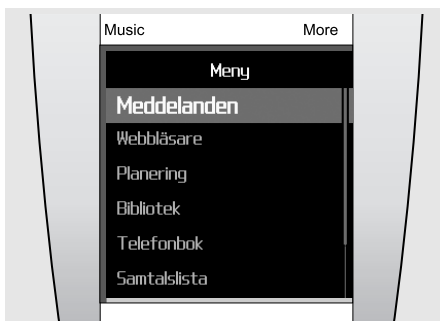 Music More
Meny
Meddelanden
Webbläsare
Planering
Bibliotek
Telefonbok
Samtalslista